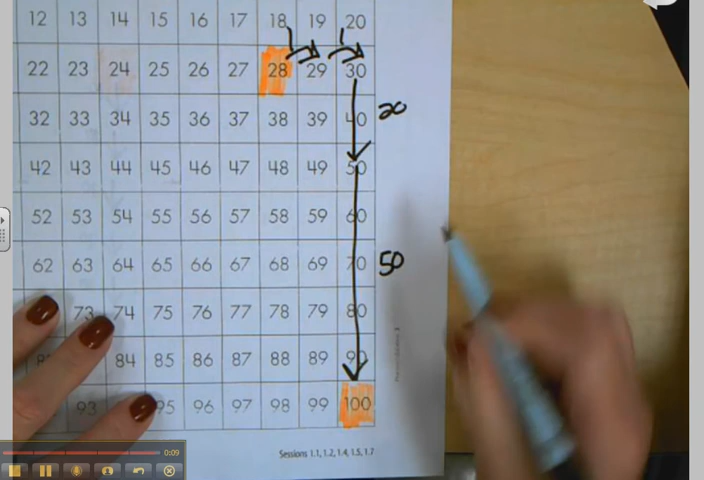 12 13 14 15 16 17 18 19 20
22 23 24 25 26 27 28 29 30
32 33 34 35 36 37 38 39 40
20
42 43 44 45 46 47 48 49 50
52 53 54 55 56 57 58 59 60
62 63 64 65 66 67 68 69 70
50
73 74 75 76 77 78 79 80
84 85 86 87 88 89 90
93 95 96 97 98 99 100
Sessions 1.1, 1.2, 1.4, 1.5, 1.7
0:09